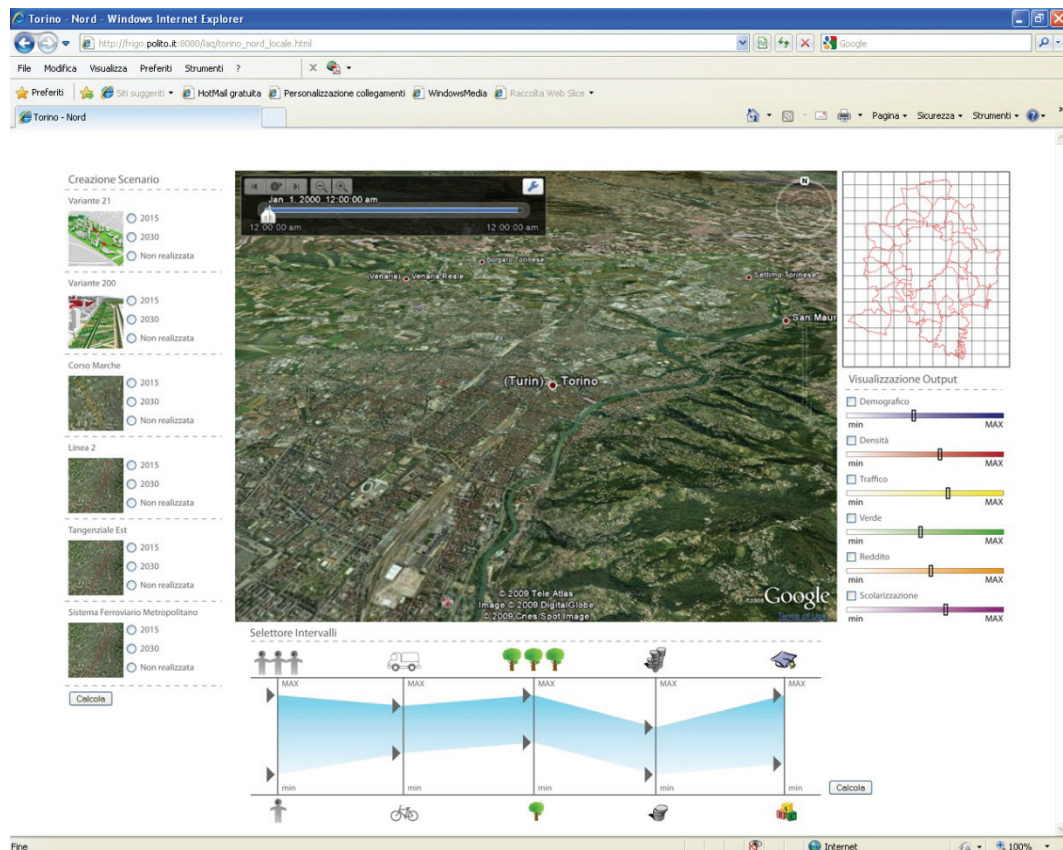 Torino - Nord - Windows Internet Explorer
http://frigo.polito.it:8080/laq/torino_nord_locale.html
Google
File Modifica Visualizza Preferiti Strumenti ?
Preferiti Siti suggeriti HotMail gratuita Personalizzazione collegamenti WindowsMedia Raccolta Web Slice
Torino - Nord
Pagina Sicurezza Strumenti
Creazione Scenario
Variante 21
2015
2030
Non realizzata
Variante 200
2015
2030
Non realizzata
Corso Marche
2015
2030
Non realizzata
Linea 2
2015
2030
Non realizzata
Tangenziale Est
2015
2030
Non realizzata
Sistema Ferroviario Metropolitano
2015
2030
Non realizzata
Calcola
Jan 1, 2000 12:00:00 am
12:00:00 am 12:00:00 am
N
Borgaro Torinese
(Venaria) Venaria Reale
Settimo Torinese
San Maur
(Turin) Torino
© 2009 Tele Atlas
Image © 2009 DigitalGlobe
© 2009 Cnes/Spot Image
©2009 Google
Terms of Use
Visualizzazione Output
Demografico
min MAX
Densità
min MAX
Traffico
min MAX
Verde
min MAX
Reddito
min MAX
Scolarizzazione
min MAX
Selettore Intervalli
MAX MAX MAX MAX MAX
min min min min min
Calcola
Fine
Internet
100%